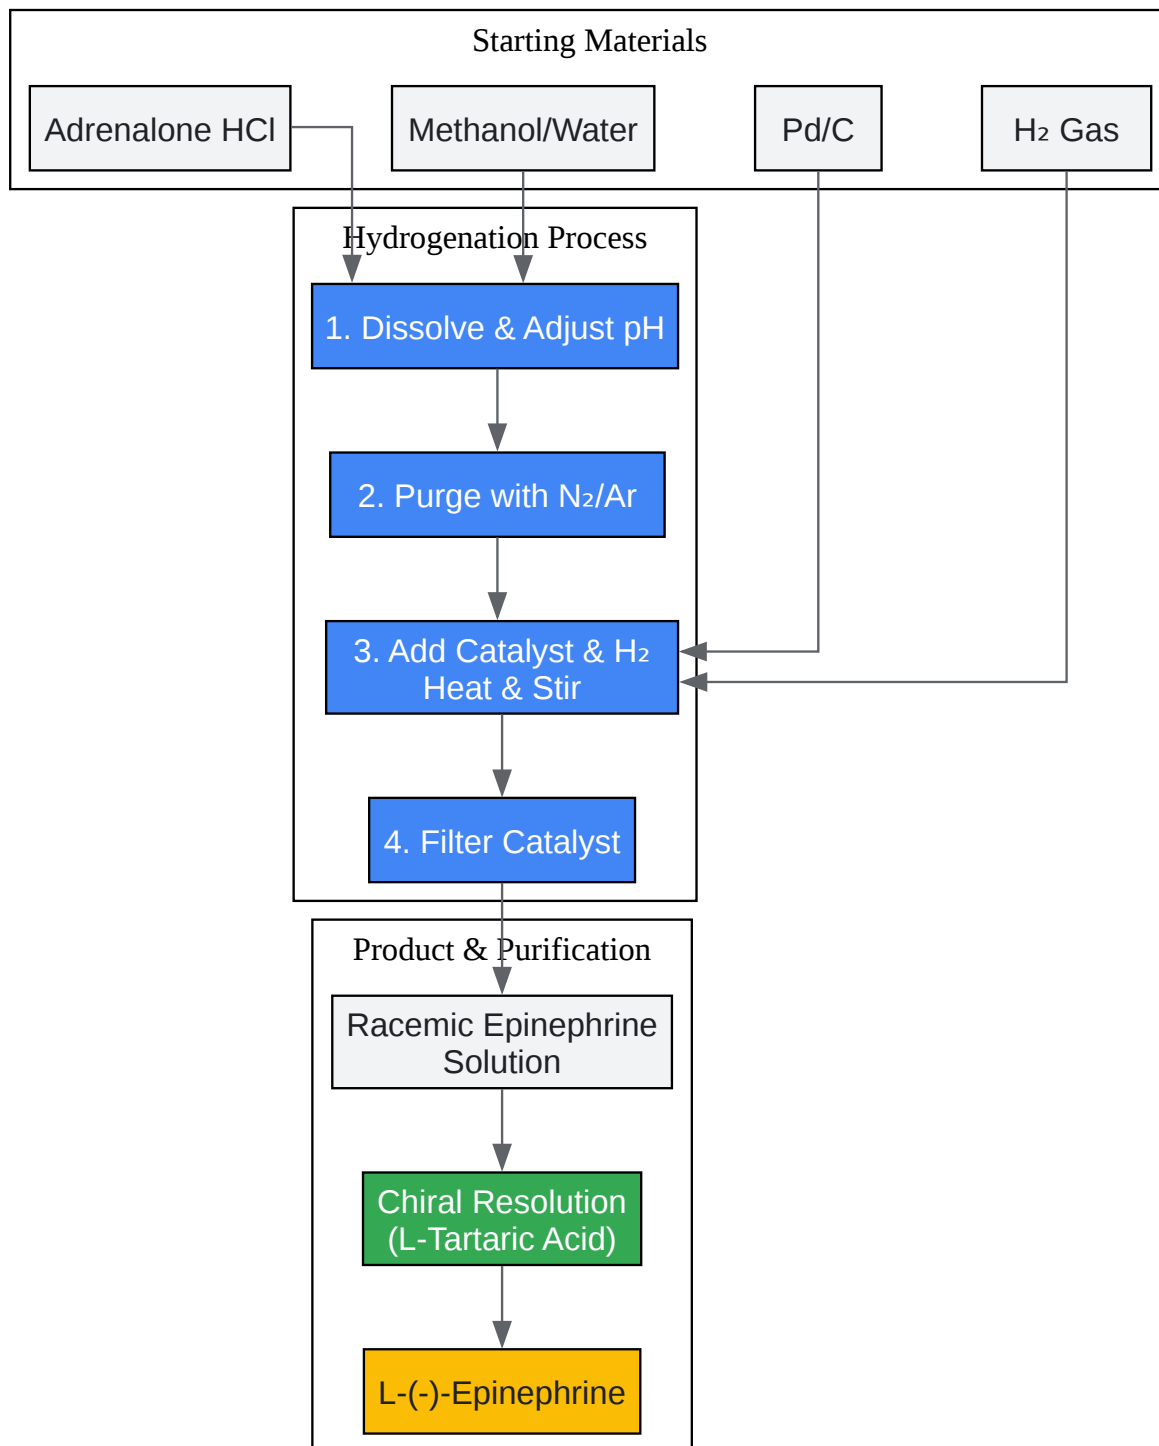 Starting Materials
Adrenalone HCl
Methanol/Water
Pd/C
H₂ Gas
Hydrogenation Process
1. Dissolve & Adjust pH
2. Purge with N₂/Ar
3. Add Catalyst & H₂
Heat & Stir
4. Filter Catalyst
Product & Purification
Racemic Epinephrine
Solution
Chiral Resolution
(L-Tartaric Acid)
L-(-)-Epinephrine